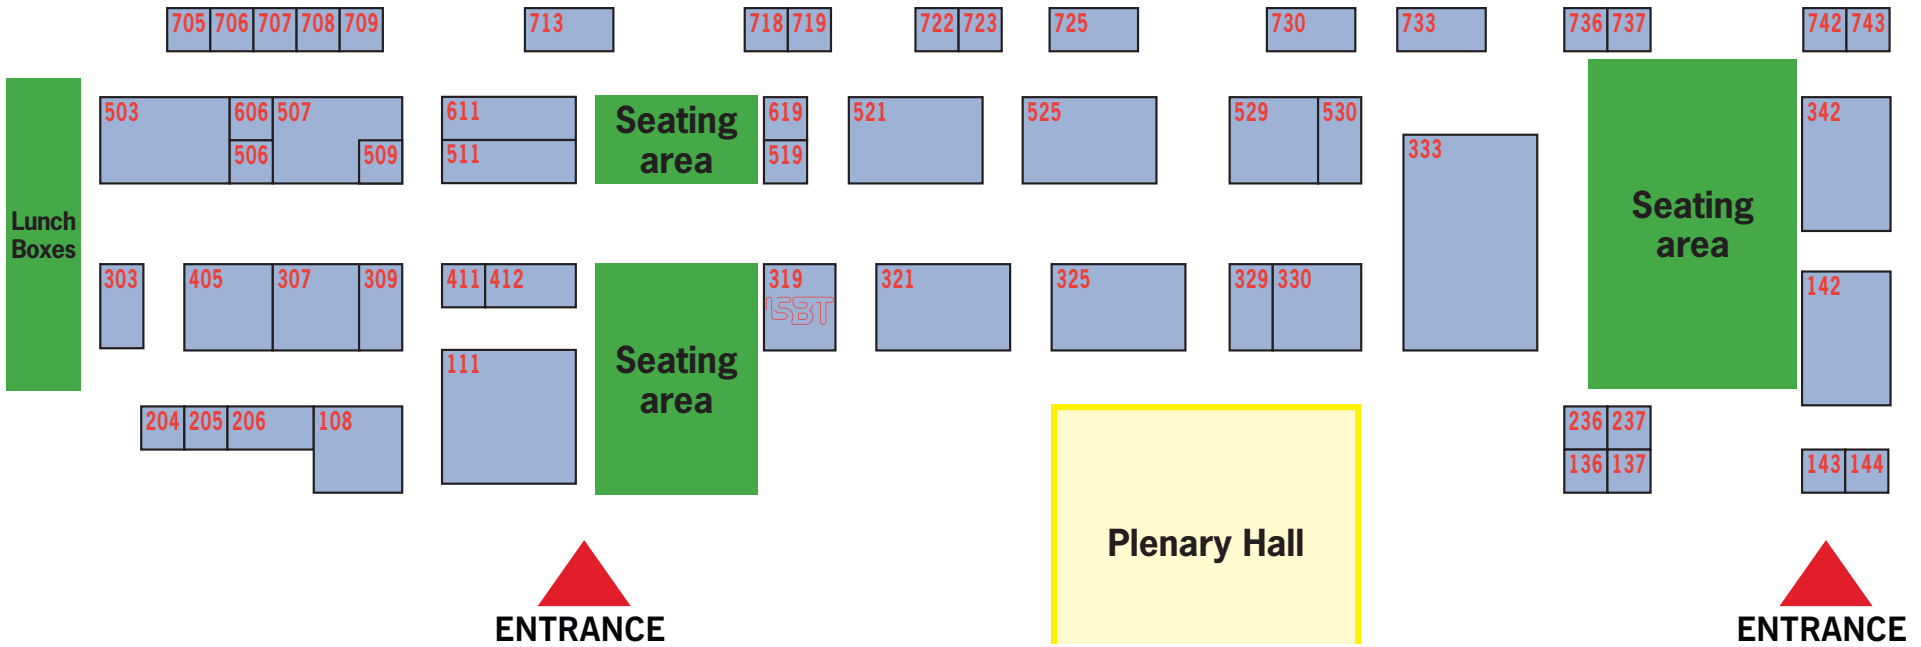 705 706 707 708 709 713 718 719 722 723 725 730 733 736 737 742 743
503 606 507 611 Seating 619 521 525 529 530 342
506 509 511 area 519 333
Lunch Seating
Boxes area
303 405 307 309 411 412 319 321 325 329 330 142
ISBT
111 Seating
area
204 205 206 108 236 237
136 137 143 144
Plenary Hall
ENTRANCE ENTRANCE